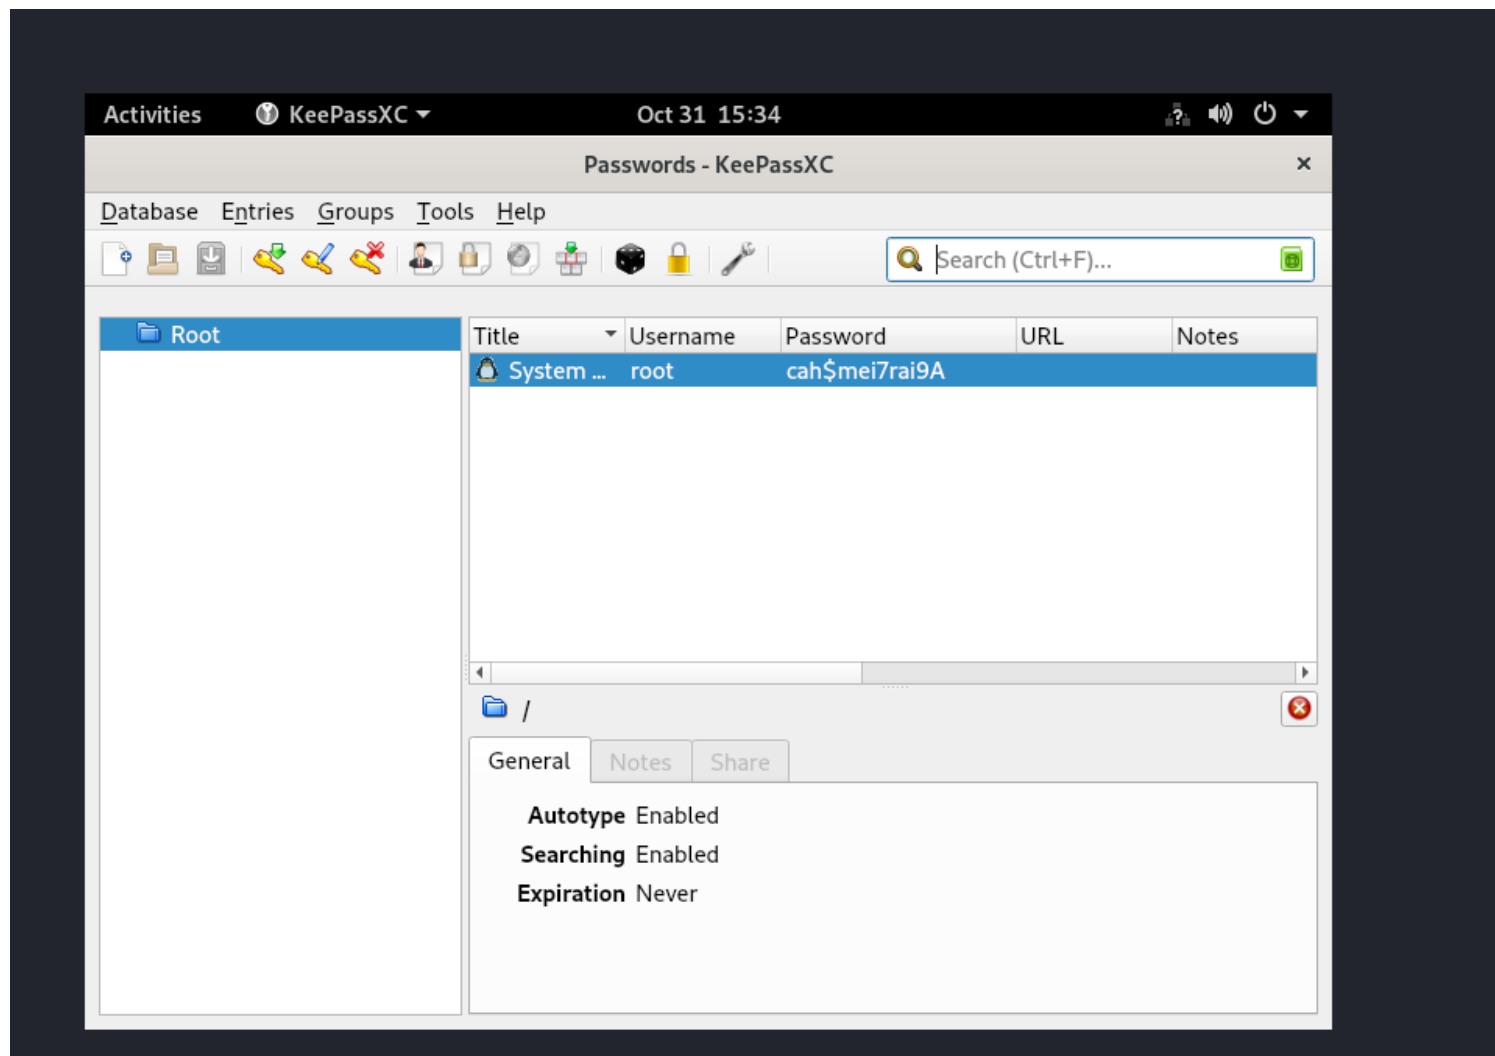 Activities KeePassXC Oct 31 15:34
Passwords - KeePassXC
Database Entries Groups Tools Help
Search (Ctrl+F)...
Root
Title Username Password URL Notes
System ... root cah$mei7rai9A
/
General Notes Share
Autotype Enabled
Searching Enabled
Expiration Never